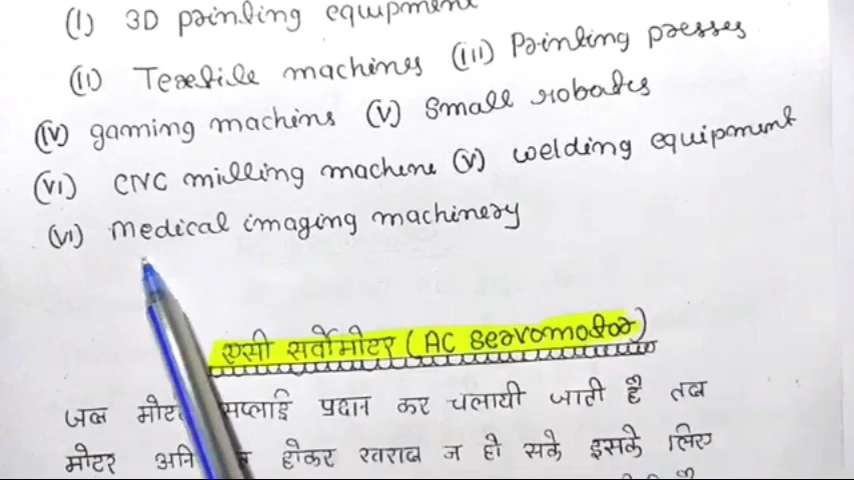 (I) 3D printing equipment
(II) Textile machines (III) Printing presses
(IV) gaming machins (V) Small robates
(VI) CNC milling machine (V) welding equipment
(VI) Medical imaging machinery
एसी सर्वोमोटर (AC Servomotor)
जब मोटर सप्लाई प्रदान कर चलायी जाती है तब
मोटर होकर खराब न हो सके इसके लिए